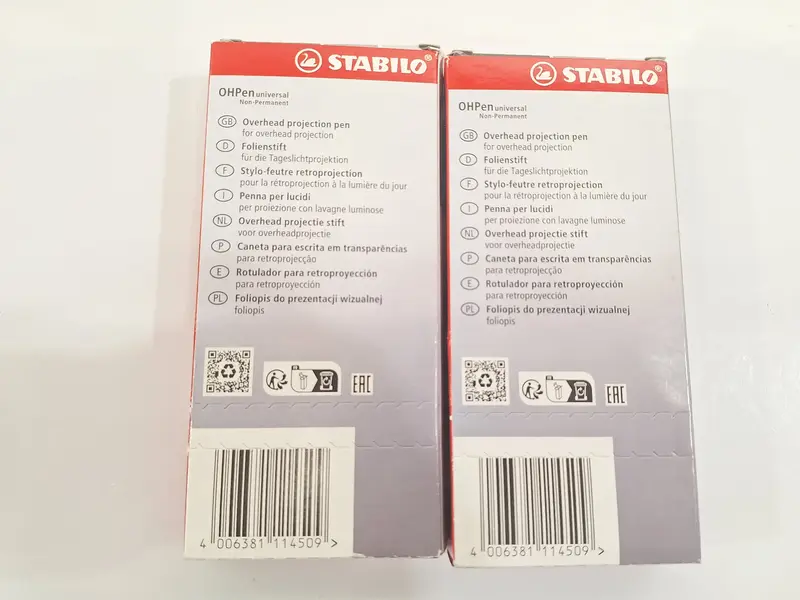 STABILO®
OHPen universal
Non-Permanent
GB Overhead projection pen
for overhead projection
D Folienstift
für die Tageslichtprojektion
F Stylo-feutre retroprojection
pour la rétroprojection à la lumière du jour
I Penna per lucidi
per proiezione con lavagne luminose
NL Overhead projectie stift
voor overheadprojectie
P Caneta para escrita em transparências
para retroprojecção
E Rotulador para retroproyección
para retroproyección
PL Foliopis do prezentacji wizualnej
foliopis
EAC
4 006381 114509 >
STABILO®
OHPen universal
Non-Permanent
GB Overhead projection pen
for overhead projection
D Folienstift
für die Tageslichtprojektion
F Stylo-feutre retroprojection
pour la rétroprojection à la lumière du jour
I Penna per lucidi
per proiezione con lavagne luminose
NL Overhead projectie stift
voor overheadprojectie
P Caneta para escrita em transparências
para retroprojecção
E Rotulador para retroproyección
para retroproyección
PL Foliopis do prezentacji wizualnej
foliopis
EAC
4 006381 114509 >